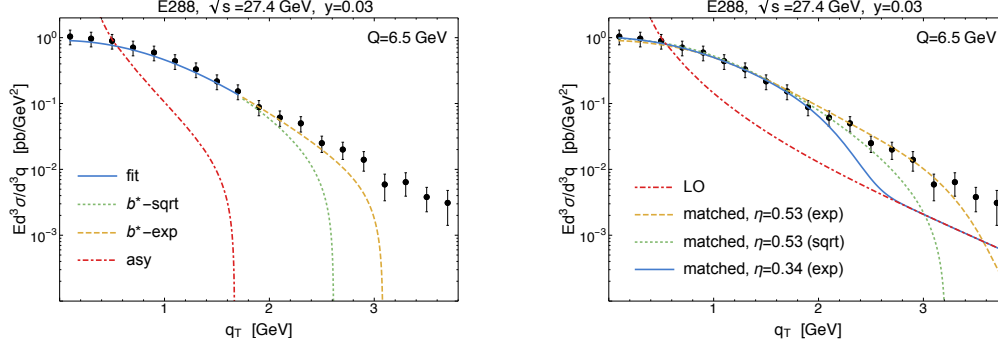 E288, √s =27.4 GeV, y=0.03
Q=6.5 GeV
Ed³σ/d³q [pb/GeV²]
10⁰
10⁻¹
10⁻²
10⁻³
fit
b*−sqrt
b*−exp
asy
1 2 3
q_T [GeV]
E288, √s =27.4 GeV, y=0.03
Q=6.5 GeV
Ed³σ/d³q [pb/GeV²]
10⁰
10⁻¹
10⁻²
10⁻³
LO
matched, η=0.53 (exp)
matched, η=0.53 (sqrt)
matched, η=0.34 (exp)
1 2 3
q_T [GeV]